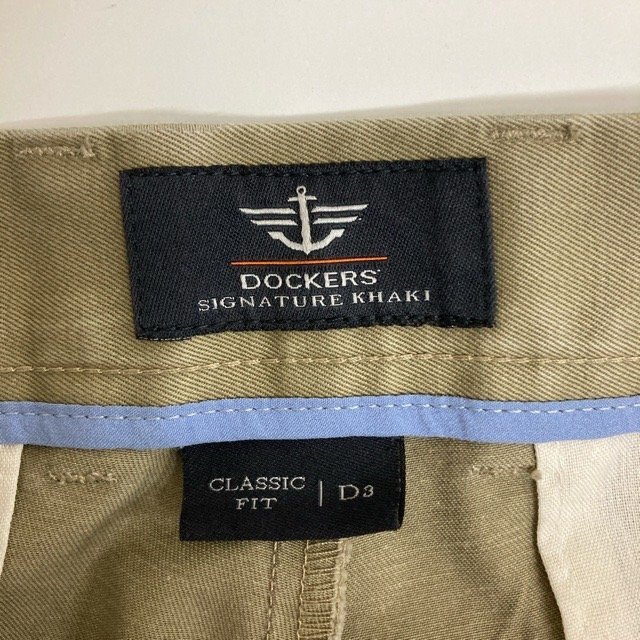 DOCKERS
SIGNATURE KHAKI
CLASSIC
FIT | D3